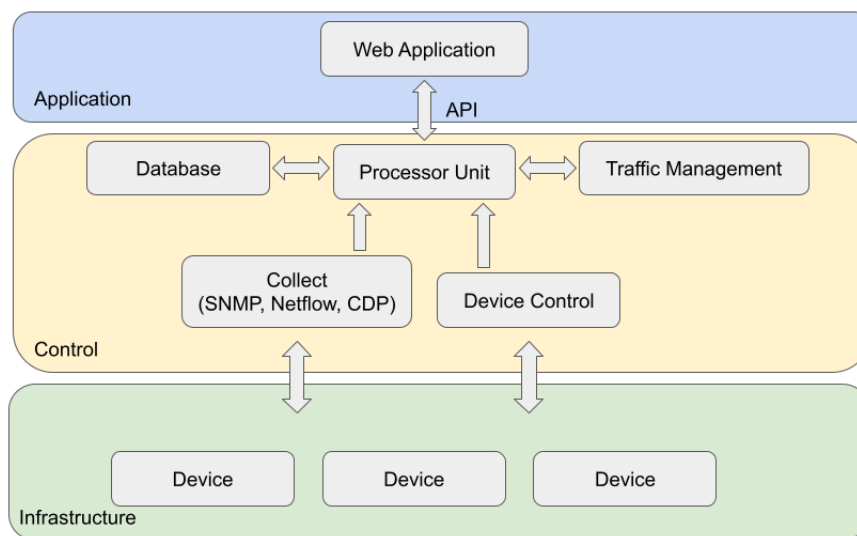 Web Application
Application
API
Database
Processor Unit
Traffic Management
Collect
(SNMP, Netflow, CDP)
Device Control
Control
Device
Device
Device
Infrastructure